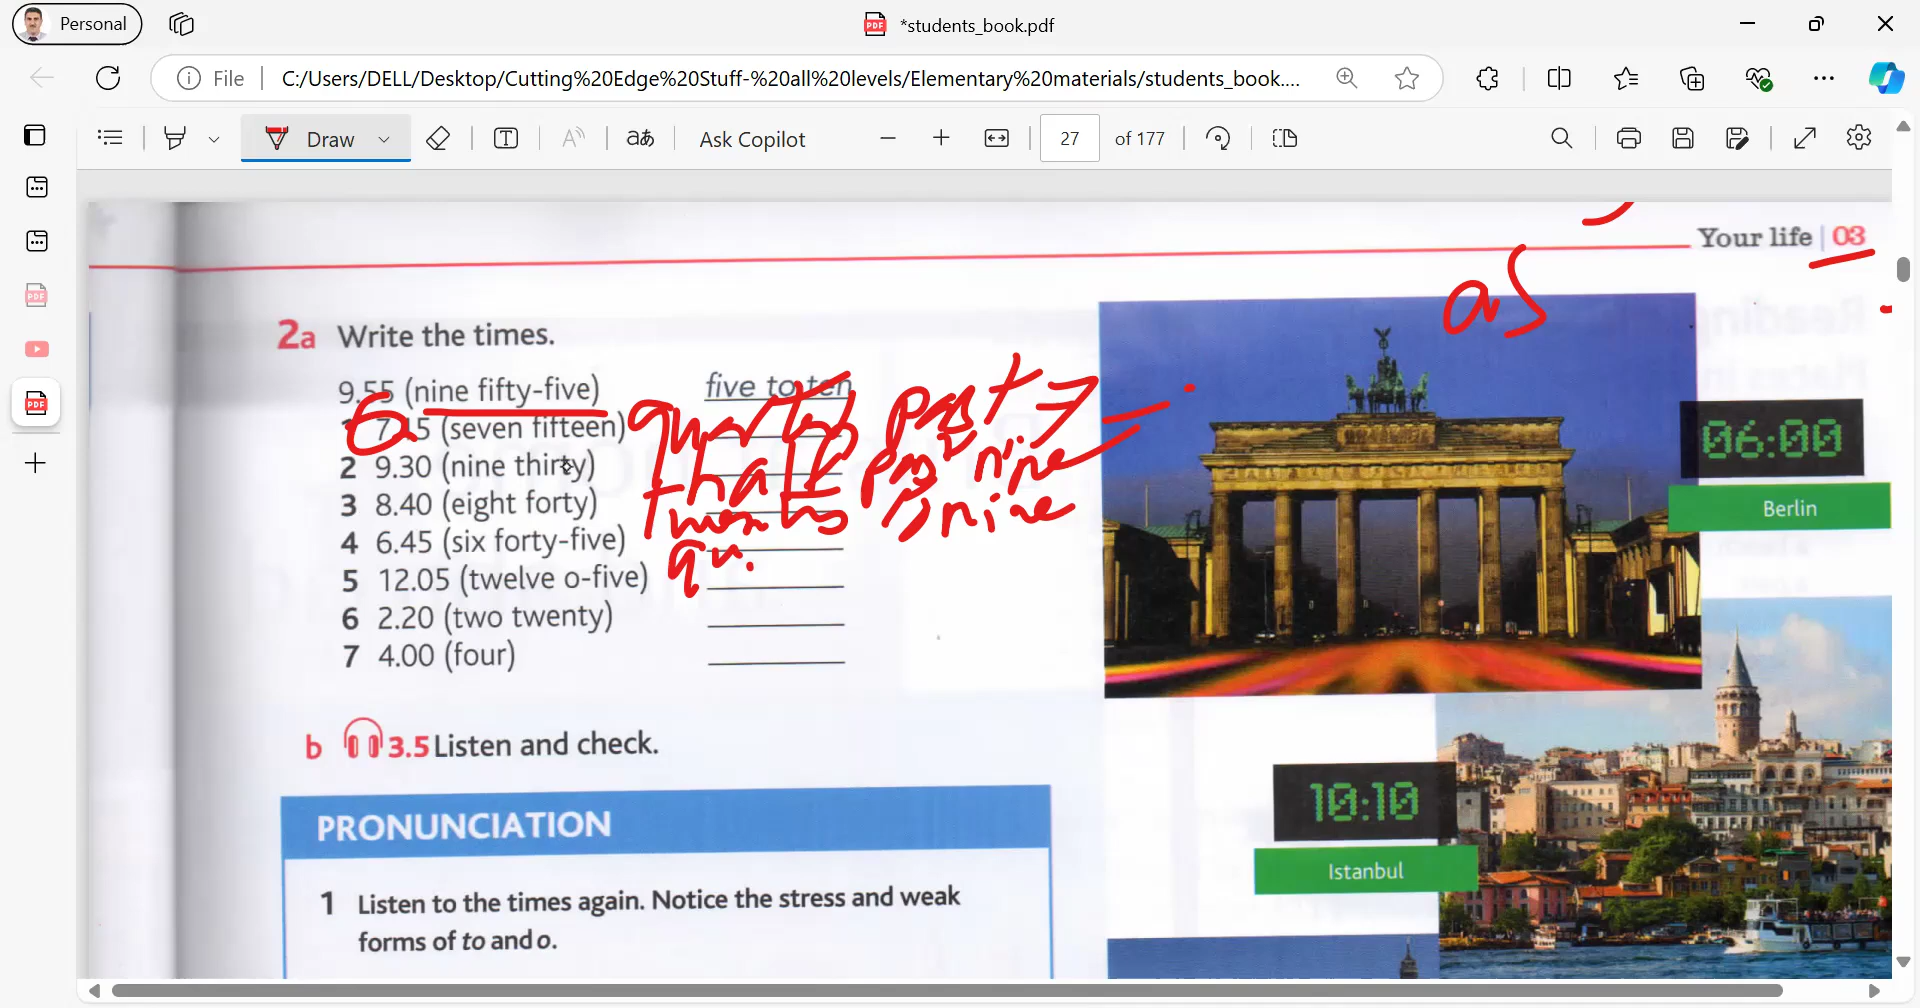 Personal
*students_book.pdf
File
C:/Users/DELL/Desktop/Cutting%20Edge%20Stuff-%20all%20levels/Elementary%20materials/students_book....
Draw
Ask Copilot
27 of 177
Your life | 03
as
2a Write the times.
9.55 (nine fifty-five) five to ten
1 7.15 (seven fifteen) quarter past 7
2 9.30 (nine thirty) half past nine
3 8.40 (eight forty) twenty nine
4 6.45 (six forty-five) qu.
5 12.05 (twelve o-five)
6 2.20 (two twenty)
7 4.00 (four)
b 3.5 Listen and check.
PRONUNCIATION
1 Listen to the times again. Notice the stress and weak
forms of to and o.
06:00
Berlin
10:10
Istanbul